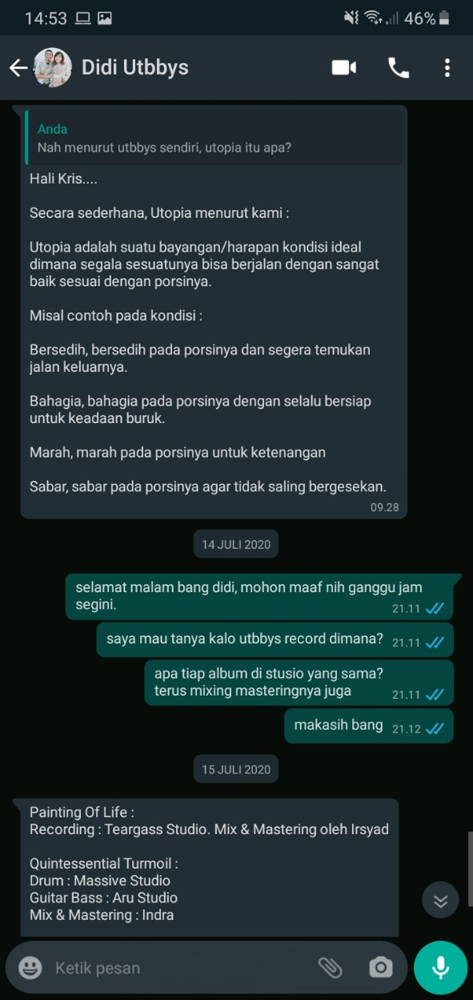 14:53
46%
Didi Utbbys
Anda
Nah menurut utbbys sendiri, utopia itu apa?
Hali Kris....
Secara sederhana, Utopia menurut kami :
Utopia adalah suatu bayangan/harapan kondisi ideal
dimana segala sesuatunya bisa berjalan dengan sangat
baik sesuai dengan porsinya.
Misal contoh pada kondisi :
Bersedih, bersedih pada porsinya dan segera temukan
jalan keluarnya.
Bahagia, bahagia pada porsinya dengan selalu bersiap
untuk keadaan buruk.
Marah, marah pada porsinya untuk ketenangan
Sabar, sabar pada porsinya agar tidak saling bergesekan.
09.28
14 JULI 2020
selamat malam bang didi, mohon maaf nih ganggu jam
segini.
21.11
saya mau tanya kalo utbbys record dimana?
21.11
apa tiap album di stusio yang sama?
terus mixing masteringnya juga
21.11
makasih bang
21.12
15 JULI 2020
Painting Of Life :
Recording : Teargass Studio. Mix & Mastering oleh Irsyad
Quintessential Turmoil :
Drum : Massive Studio
Guitar Bass : Aru Studio
Mix & Mastering : Indra
Ketik pesan